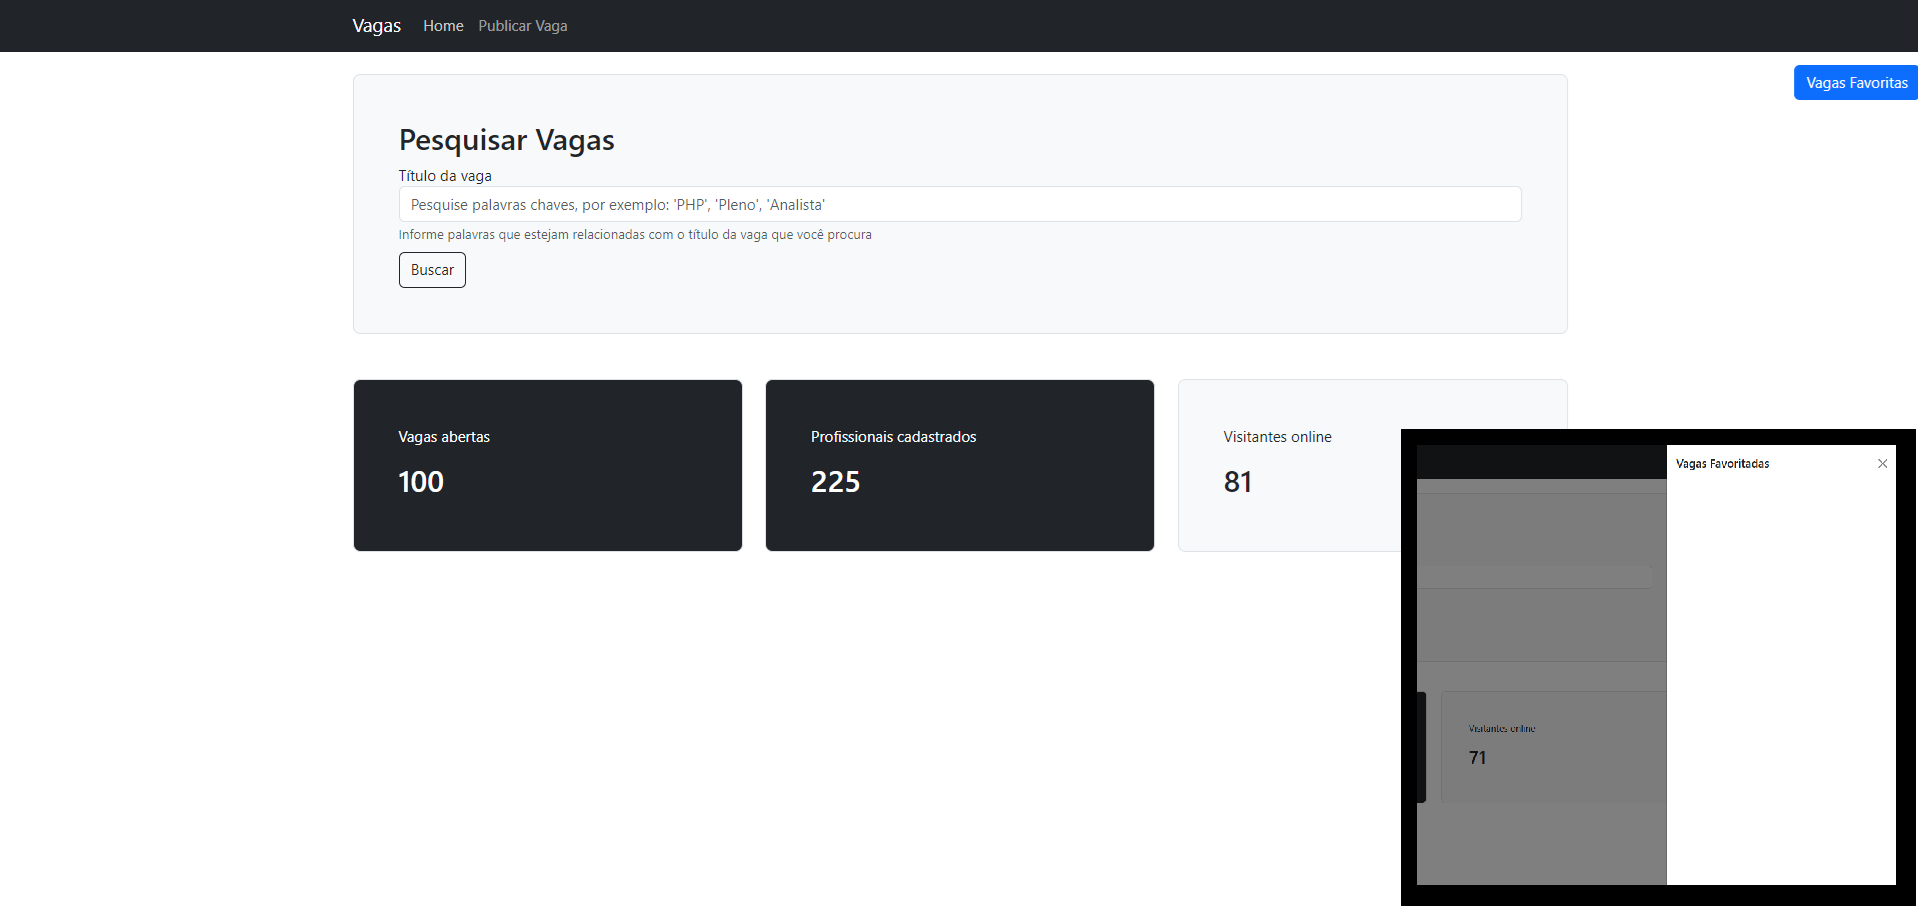 Vagas Home Publicar Vaga
Vagas Favoritas
Pesquisar Vagas
Título da vaga
Pesquise palavras chaves, por exemplo: 'PHP', 'Pleno', 'Analista'
Informe palavras que estejam relacionadas com o título da vaga que você procura
Buscar
Vagas abertas
100
Profissionais cadastrados
225
Visitantes online
81
Vagas Favoritadas
Visitantes online
71